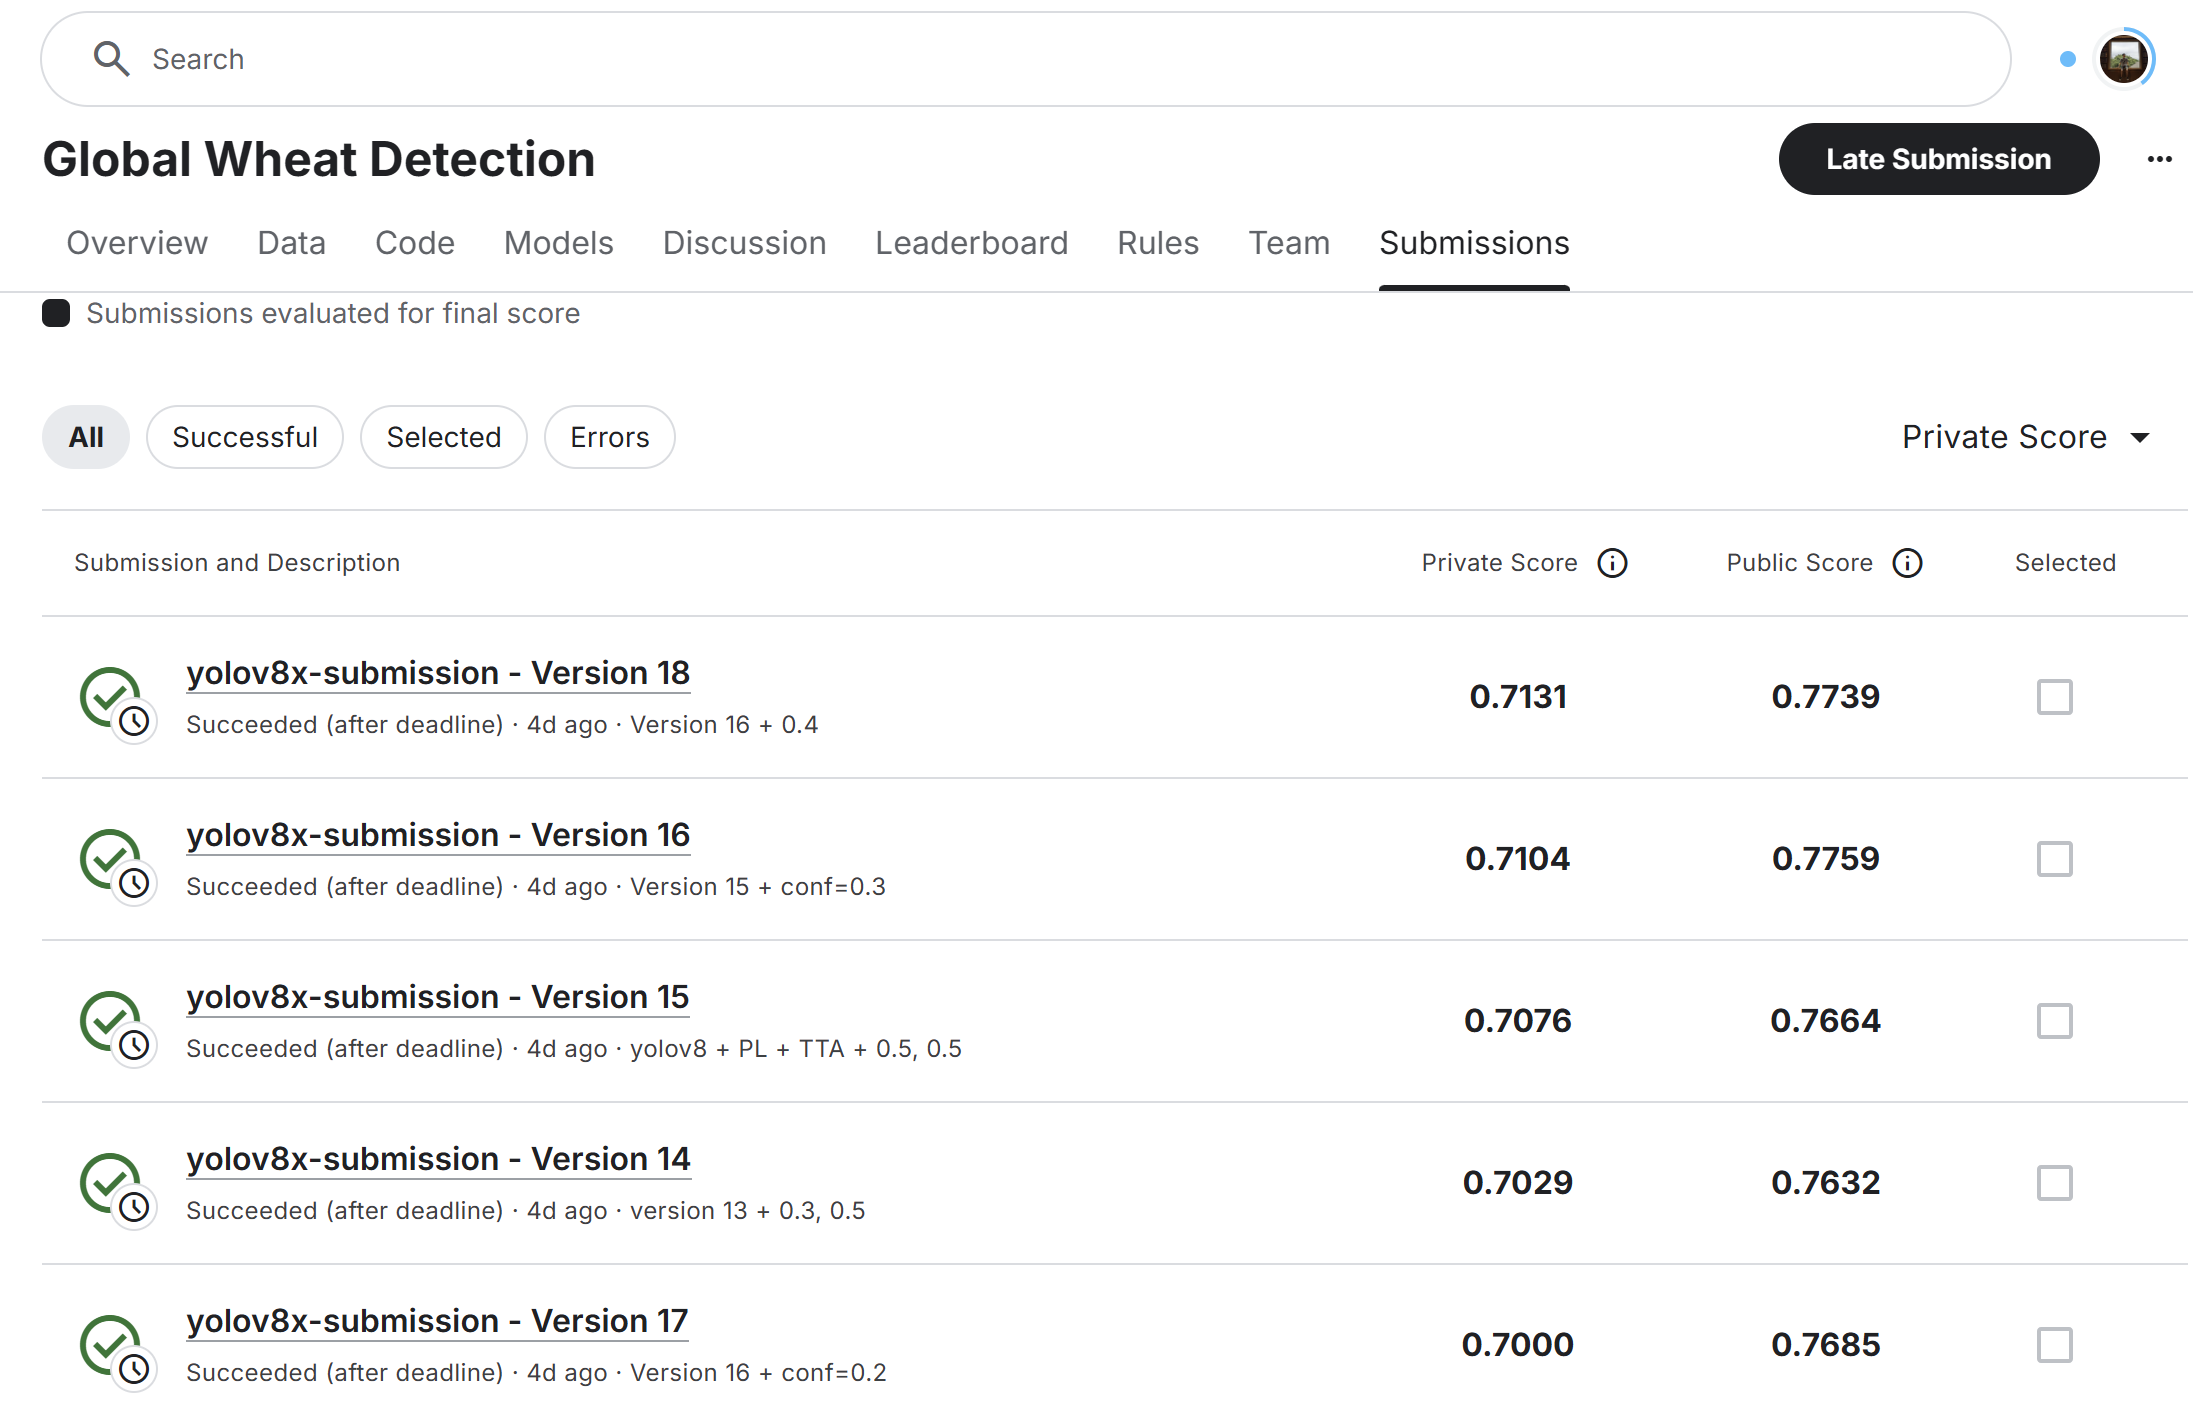 Search
Global Wheat Detection
Late Submission
Overview Data Code Models Discussion Leaderboard Rules Team Submissions
Submissions evaluated for final score
All Successful Selected Errors Private Score
Submission and Description Private Score Public Score Selected
yolov8x-submission - Version 18
Succeeded (after deadline) · 4d ago · Version 16 + 0.4
0.7131 0.7739
yolov8x-submission - Version 16
Succeeded (after deadline) · 4d ago · Version 15 + conf=0.3
0.7104 0.7759
yolov8x-submission - Version 15
Succeeded (after deadline) · 4d ago · yolov8 + PL + TTA + 0.5, 0.5
0.7076 0.7664
yolov8x-submission - Version 14
Succeeded (after deadline) · 4d ago · version 13 + 0.3, 0.5
0.7029 0.7632
yolov8x-submission - Version 17
Succeeded (after deadline) · 4d ago · Version 16 + conf=0.2
0.7000 0.7685